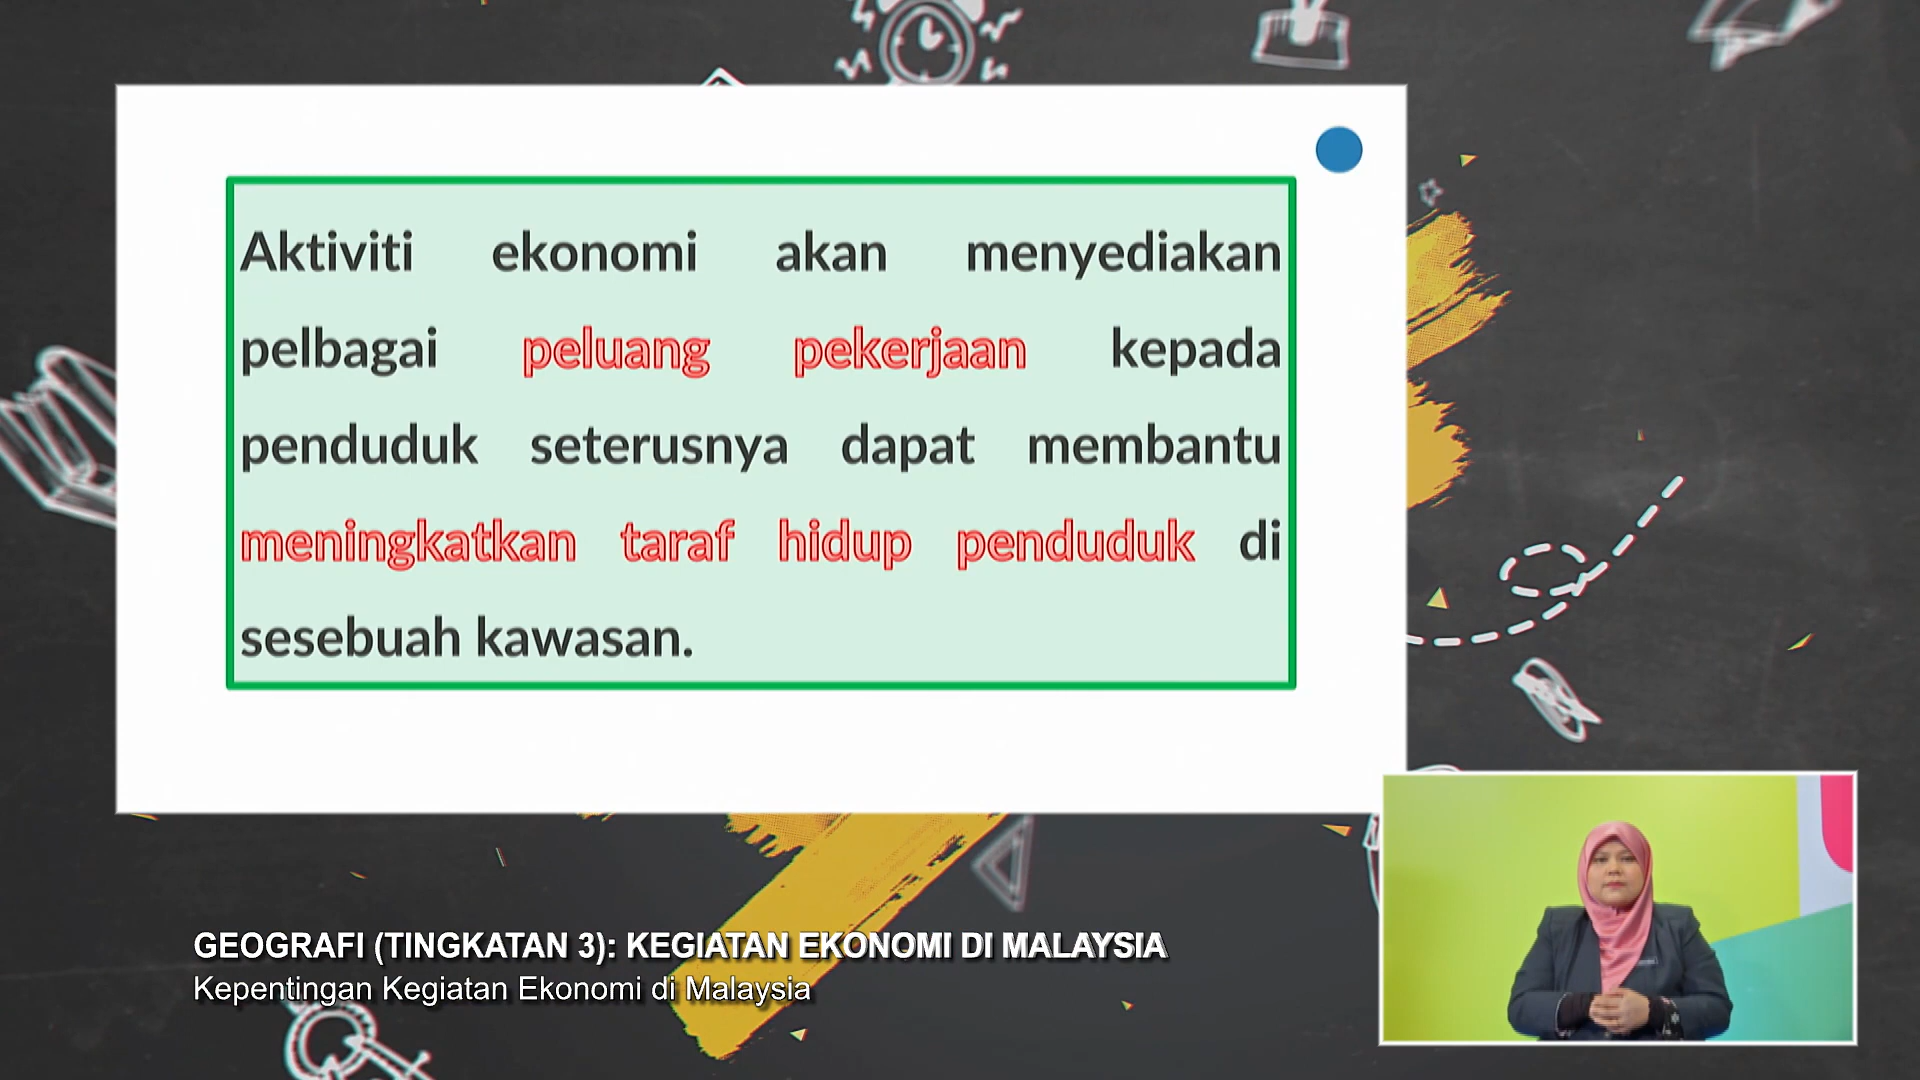 Aktiviti ekonomi akan menyediakan
pelbagai peluang pekerjaan kepada
penduduk seterusnya dapat membantu
meningkatkan taraf hidup penduduk di
sesebuah kawasan.
GEOGRAFI (TINGKATAN 3): KEGIATAN EKONOMI DI MALAYSIA
Kepentingan Kegiatan Ekonomi di Malaysia